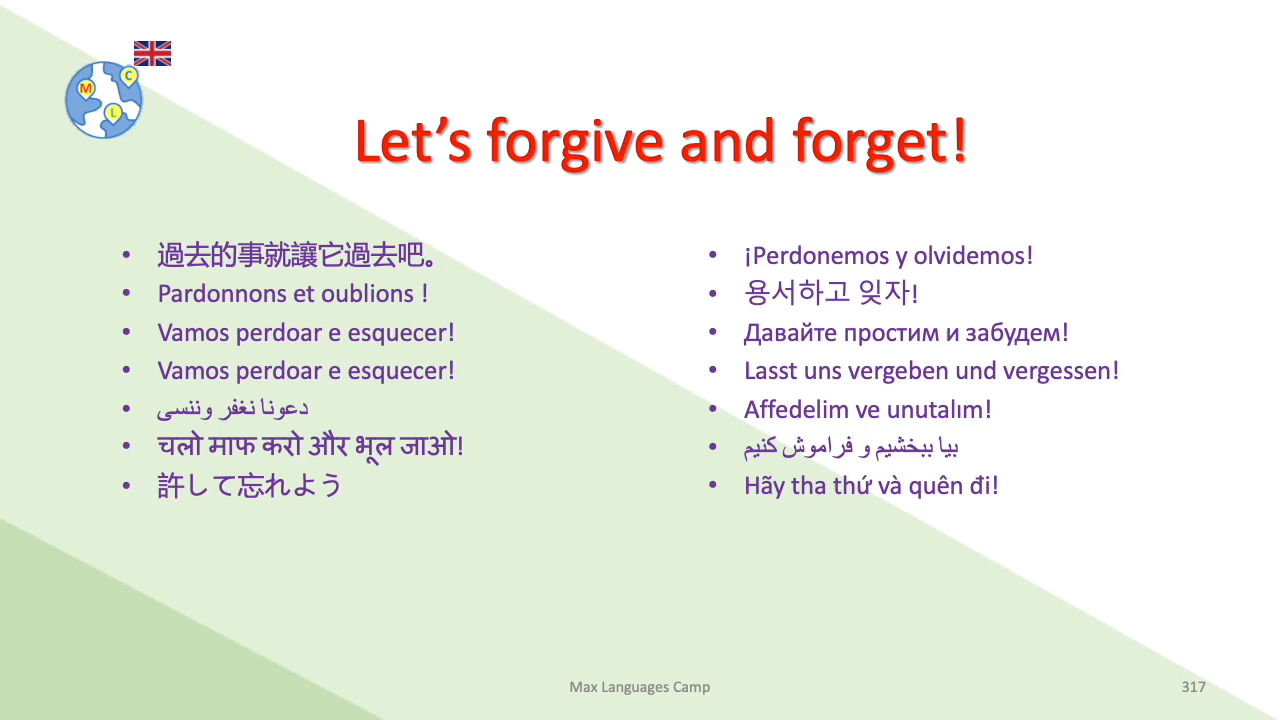 M
C
L
Let’s forgive and forget!
• 過去的事就讓它過去吧。
• Pardonnons et oublions !
• Vamos perdoar e esquecer!
• Vamos perdoar e esquecer!
• دعونا نغفر وننسى
• चलो माफ करो और भूल जाओ!
• 許して忘れよう
• ¡Perdonemos y olvidemos!
• 용서하고 잊자!
• Давайте простим и забудем!
• Lasst uns vergeben und vergessen!
• Affedelim ve unutalım!
• بیا ببخشیم و فراموش کنیم
• Hãy tha thứ và quên đi!
Max Languages Camp
317